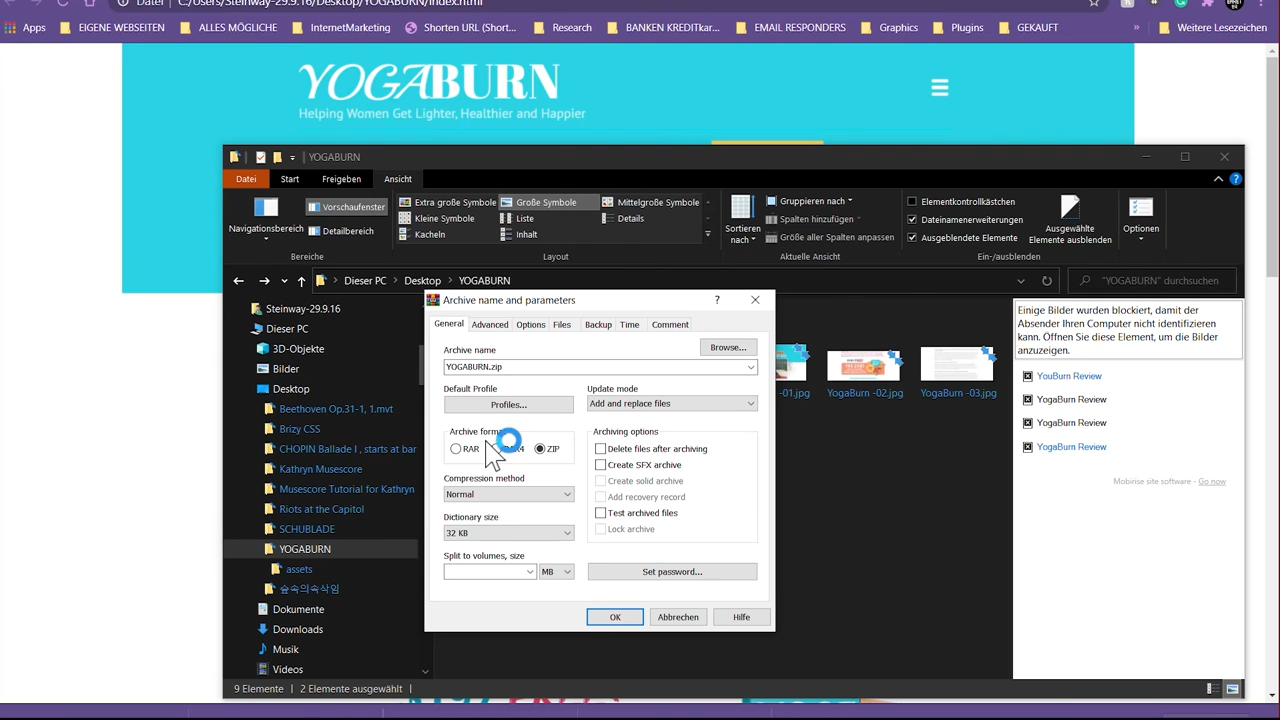 Datei
C:/Users/Steinway-29.9.16/Desktop/YOGABURN/index.html
Apps
EIGENE WEBSEITEN
ALLES MÖGLICHE
InternetMarketing
Shorten URL (Short...
Research
BANKEN KREDITkar...
EMAIL RESPONDERS
Graphics
Plugins
GEKAUFT
»
Weitere Lesezeichen
YOGABURN
Helping Women Get Lighter, Healthier and Happier
YOGABURN
Datei
Start
Freigeben
Ansicht
Navigationsbereich
Vorschaufenster
Detailbereich
Bereiche
Extra große Symbole
Große Symbole
Mittelgroße Symbole
Kleine Symbole
Liste
Details
Kacheln
Inhalt
Layout
Sortieren
nach
Gruppieren nach
Spalten hinzufügen
Größe aller Spalten anpassen
Aktuelle Ansicht
Elementkontrollkästchen
Dateinamenerweiterungen
Ausgeblendete Elemente
Ausgewählte
Elemente ausblenden
Ein-/ausblenden
Optionen
Dieser PC
Desktop
YOGABURN
"YOGABURN" durchsuchen
Steinway-29.9.16
Dieser PC
3D-Objekte
Bilder
Desktop
Beethoven Op.31-1, 1.mvt
Brizy CSS
CHOPIN Ballade I , starts at bar
Kathryn Musescore
Musescore Tutorial for Kathryn
Riots at the Capitol
SCHUBLADE
YOGABURN
assets
숲속의속삭임
Dokumente
Downloads
Musik
Videos
9 Elemente
2 Elemente ausgewählt
Archive name and parameters
?
General
Advanced
Options
Files
Backup
Time
Comment
Archive name
Browse...
YOGABURN.zip
Default Profile
Profiles...
Update mode
Add and replace files
Archive format
RAR
ZIP
Compression method
Normal
Dictionary size
32 KB
Split to volumes, size
MB
Archiving options
Delete files after archiving
Create SFX archive
Create solid archive
Add recovery record
Test archived files
Lock archive
Set password...
OK
Abbrechen
Hilfe
-01.jpg
YogaBurn -02.jpg
YogaBurn -03.jpg
Einige Bilder wurden blockiert, damit der
Absender Ihren Computer nicht identifizieren
kann. Öffnen Sie diese Element, um die Bilder
anzuzeigen.
YouBurn Review
YogaBurn Review
YogaBurn Review
YogaBurn Review
Mobirise site software - Go now